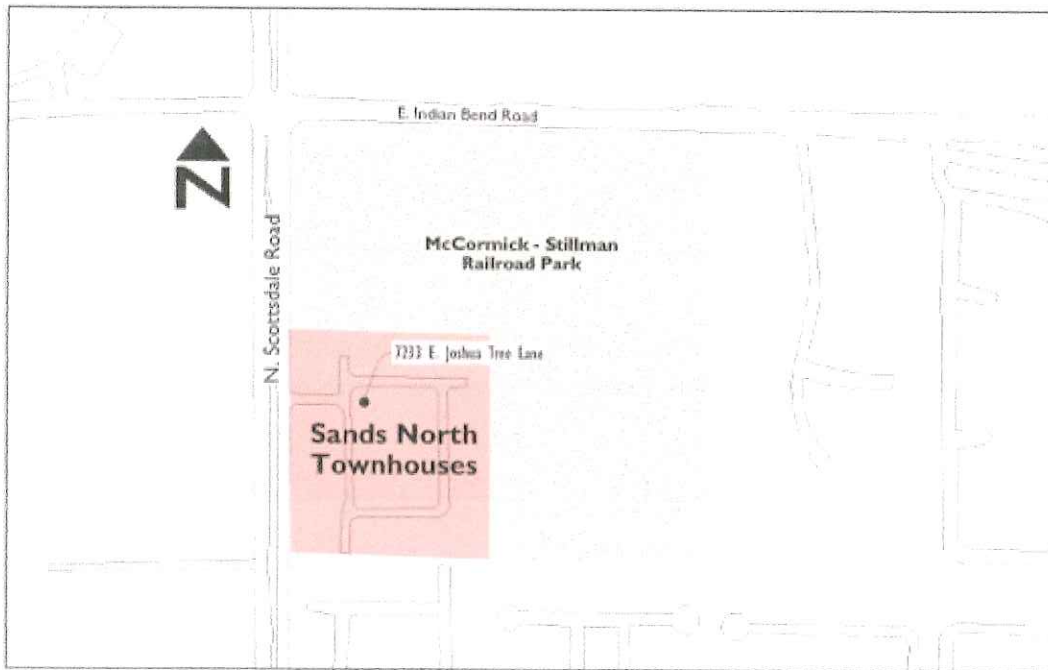 E. Indian Bend Road
N
N. Scottsdale Road
McCormick - Stillman
Railroad Park
7233 E. Joshua Tree Lane
Sands North
Townhouses